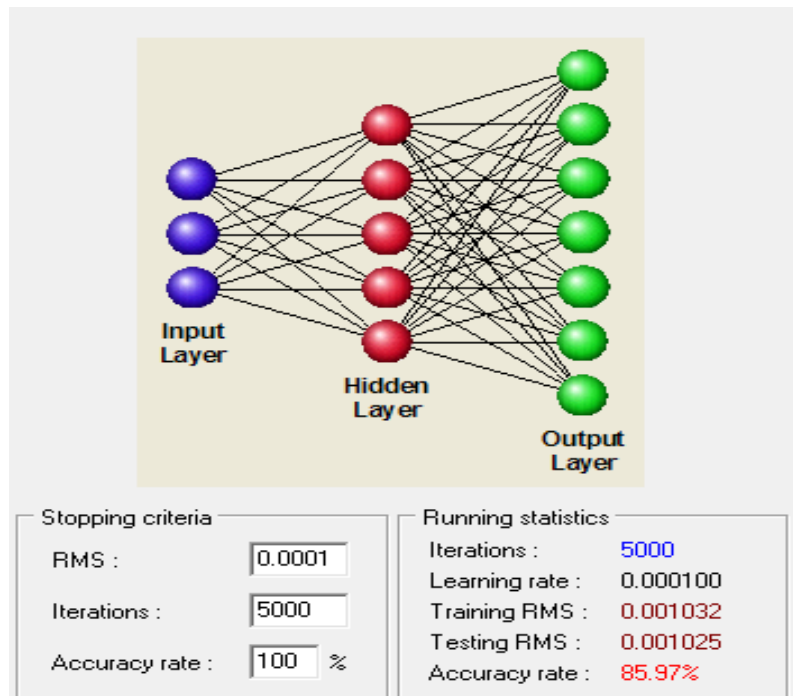 Input
Layer
Hidden
Layer
Output
Layer
Stopping criteria
RMS : 0.0001
Iterations : 5000
Accuracy rate : 100 %
Running statistics
Iterations : 5000
Learning rate : 0.000100
Training RMS : 0.001032
Testing RMS : 0.001025
Accuracy rate : 85.97%